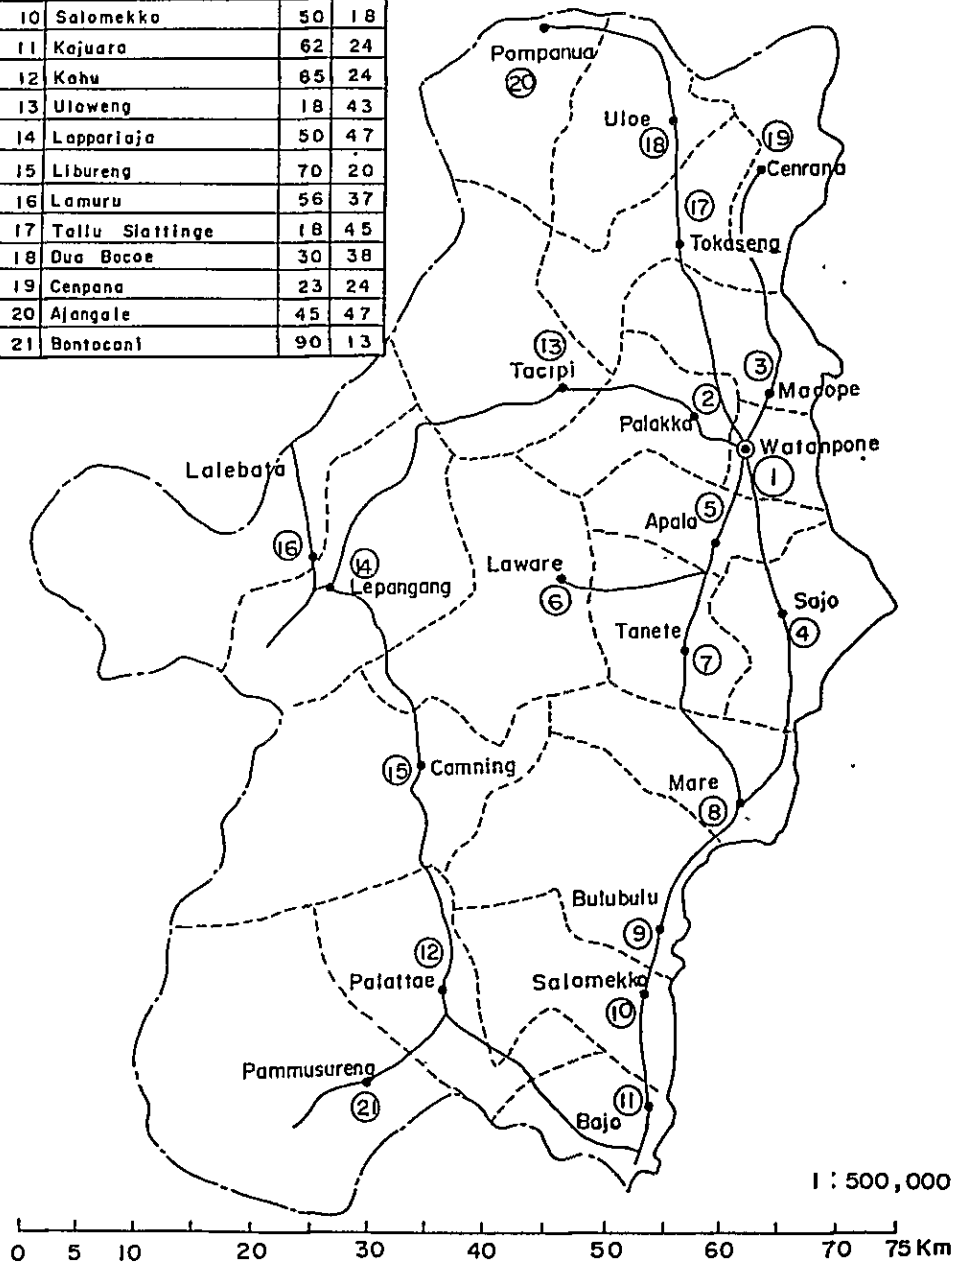 10 Salomekko 50 18
11 Kajuara 62 24
12 Kahu 85 24
13 Ulaweng 18 43
14 Lappariaja 50 47
15 Libureng 70 20
16 Lamuru 56 37
17 Tallu Siattinge 18 45
18 Dua Bocoe 30 38
19 Cenpana 23 24
20 Ajangale 45 47
21 Bontocani 90 13
Pompanua
20
Uloe
18
19
Cenrana
17
Tokaseng
13
Tacipi
3
Macope
2
Palakka
Watanpone
1
Lalebata
5
Apala
16
14
Lepangang
Laware
6
Sajo
4
Tanete
7
15
Camning
Mare
8
Bulubulu
9
12
Palattae
Salomekko
10
Pammusureng
21
11
Bajo
1:500,000
0 5 10 20 30 40 50 60 70 75 Km